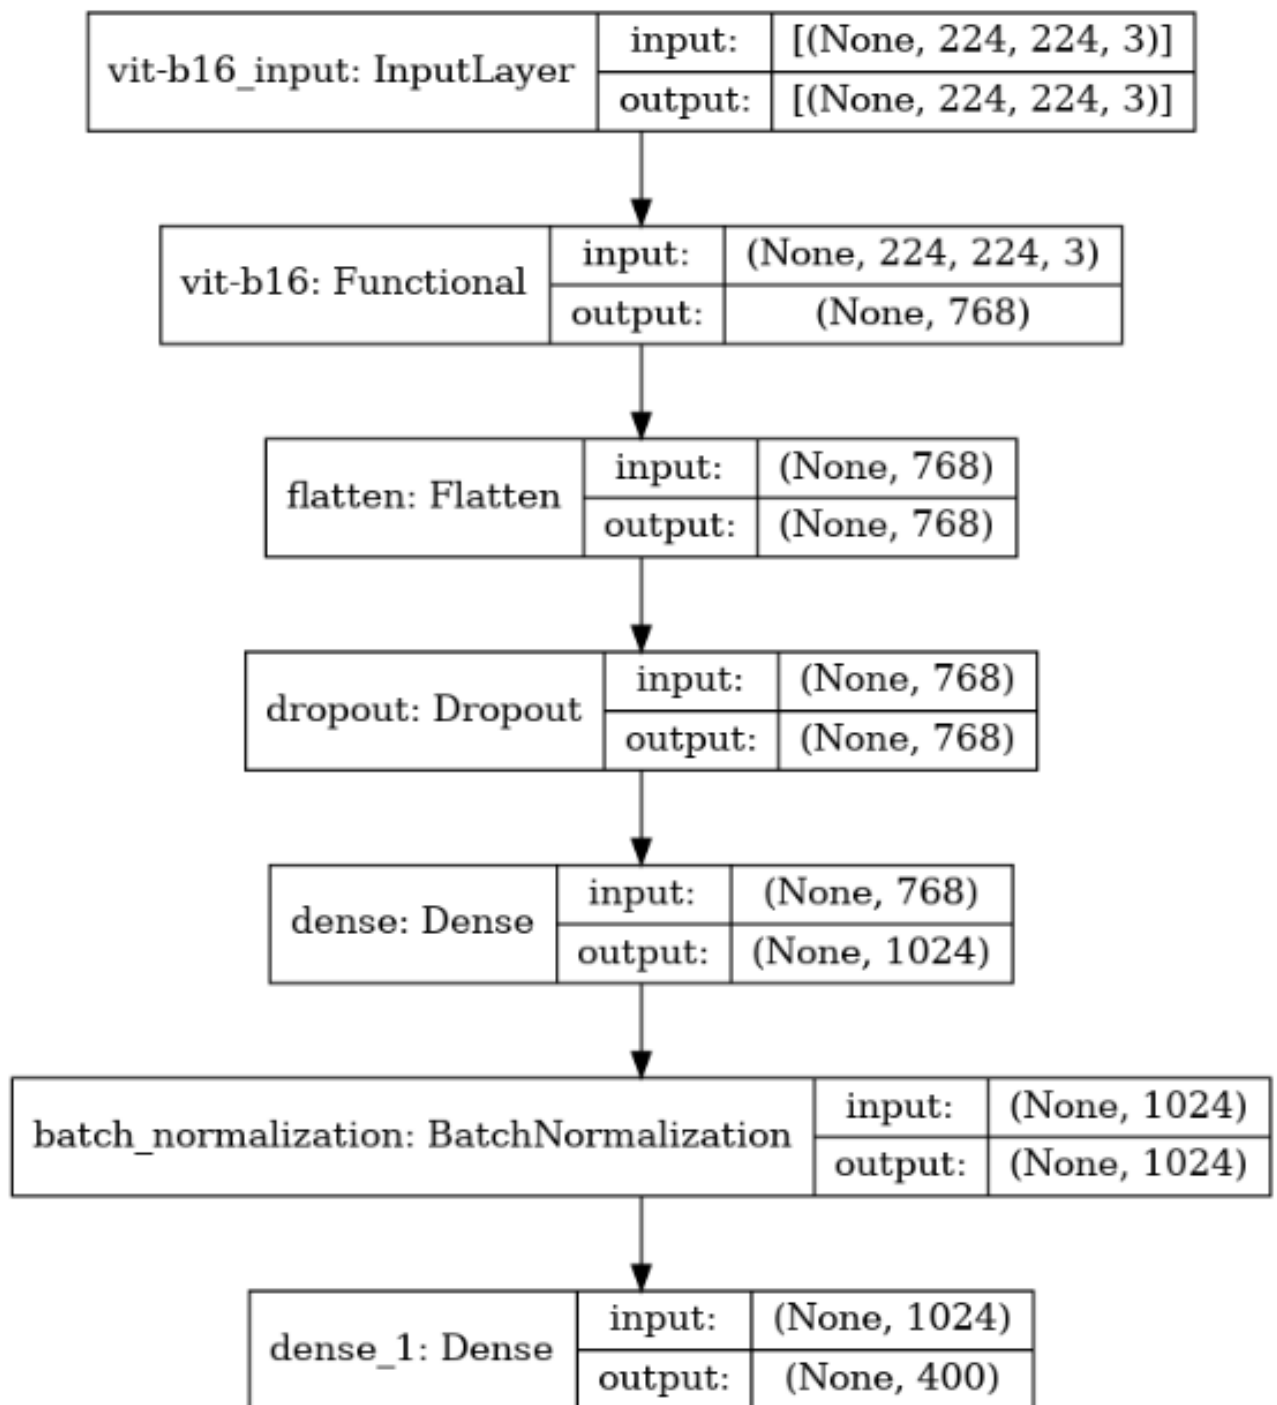 vit-b16_input: InputLayer
input:
[(None, 224, 224, 3)]
output:
[(None, 224, 224, 3)]
vit-b16: Functional
input:
(None, 224, 224, 3)
output:
(None, 768)
flatten: Flatten
input:
(None, 768)
output:
(None, 768)
dropout: Dropout
input:
(None, 768)
output:
(None, 768)
dense: Dense
input:
(None, 768)
output:
(None, 1024)
batch_normalization: BatchNormalization
input:
(None, 1024)
output:
(None, 1024)
dense_1: Dense
input:
(None, 1024)
output:
(None, 400)